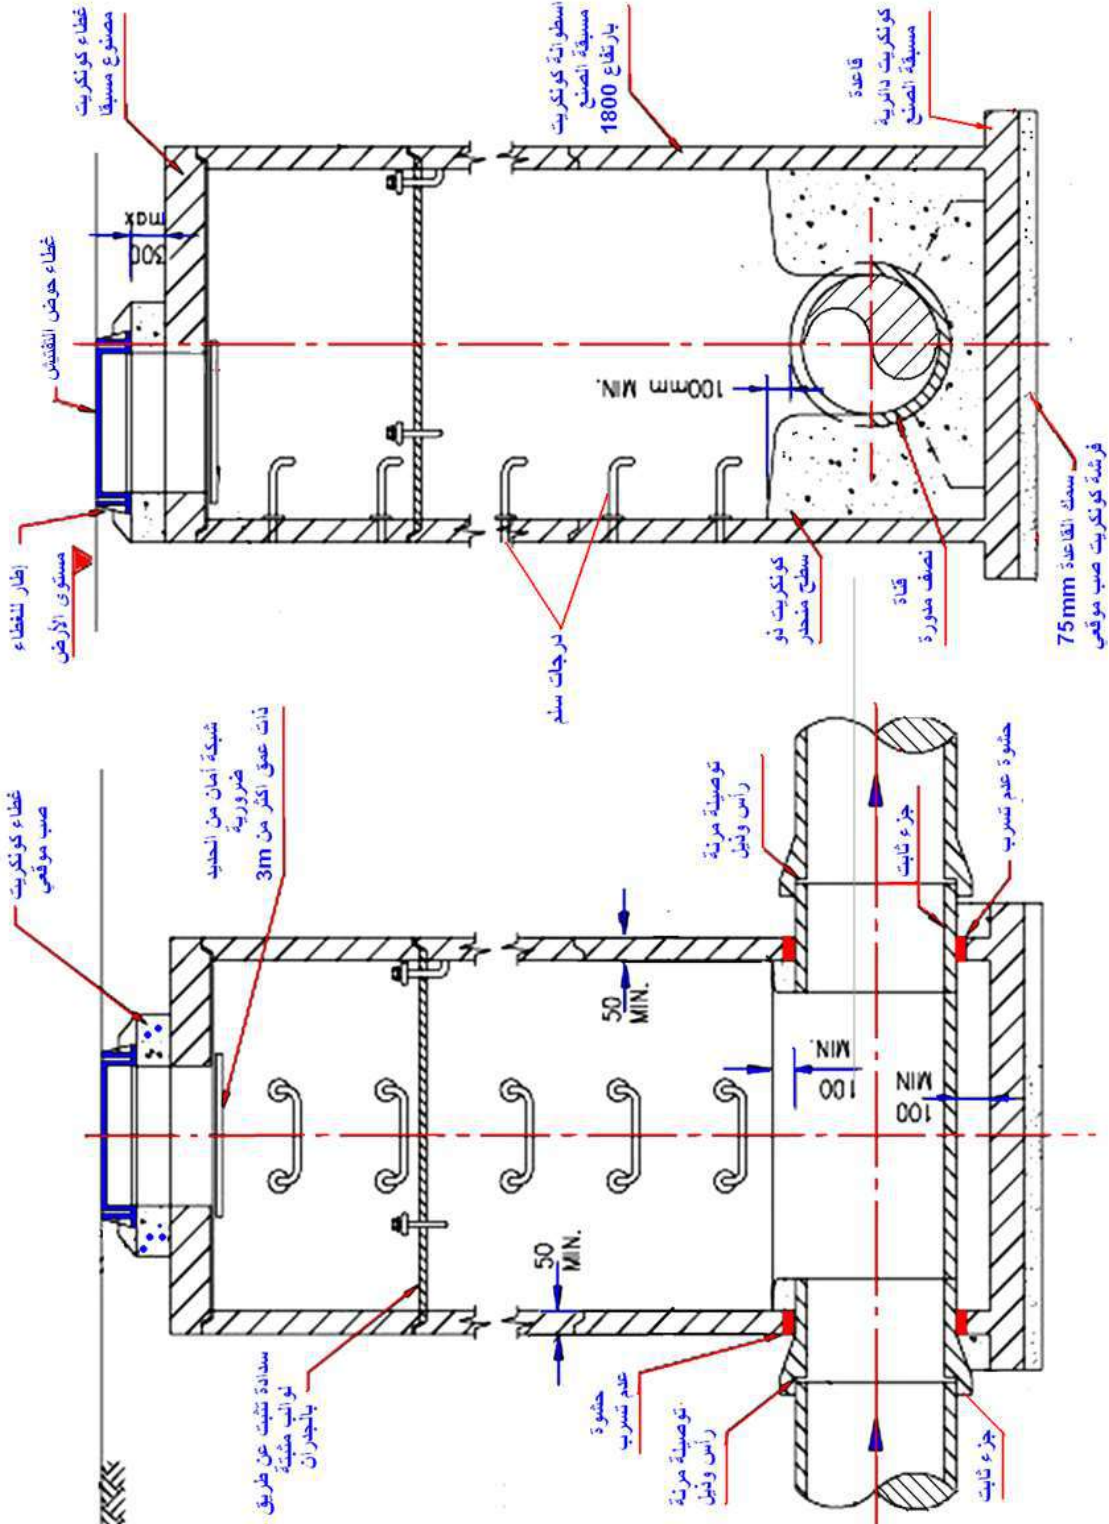 غطاء كونكريت
مصنوع مسبقا
غطاء حوض التفتيش
إطار للغطاء
مستوى الأرض
300
max
اسطوانة كونكريت
مسبقة الصنع
بارتفاع 1800
قاعدة
كونكريت دائرية
مسبقة الصنع
100mm MIN.
درجات سلم
كونكريت ذو
سطح منحدر
قناة
نصف مدورة
سمك القاعدة 75mm
فرشة كونكريت صب موقعي
غطاء كونكريت
صب موقعي
شبكة أمان من الحديد
ضرورية
ذات عمق اكثر من 3m
توصيلة مرنة
رأس وذيل
جزء ثابت
حشوة عدم تسرب
50
MIN.
100
MIN.
100
MIN
50
MIN.
سدادة تثبت عن طريق
لوالب مثبتة
بالجدران
حشوة
عدم تسرب
توصيلة مرنة
رأس وذيل
جزء ثابت